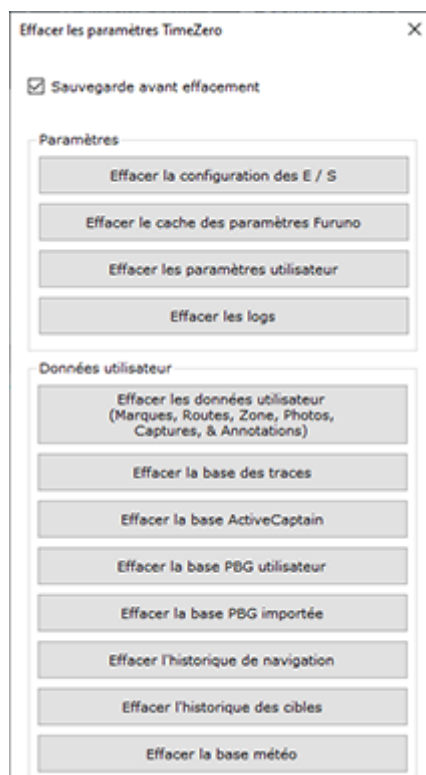 Effacer les paramètres TimeZero
Sauvegarde avant effacement
Paramètres
Effacer la configuration des E / S
Effacer le cache des paramètres Furuno
Effacer les paramètres utilisateur
Effacer les logs
Données utilisateur
Effacer les données utilisateur
(Marques, Routes, Zone, Photos,
Captures, & Annotations)
Effacer la base des traces
Effacer la base ActiveCaptain
Effacer la base PBG utilisateur
Effacer la base PBG importée
Effacer l'historique de navigation
Effacer l'historique des cibles
Effacer la base météo